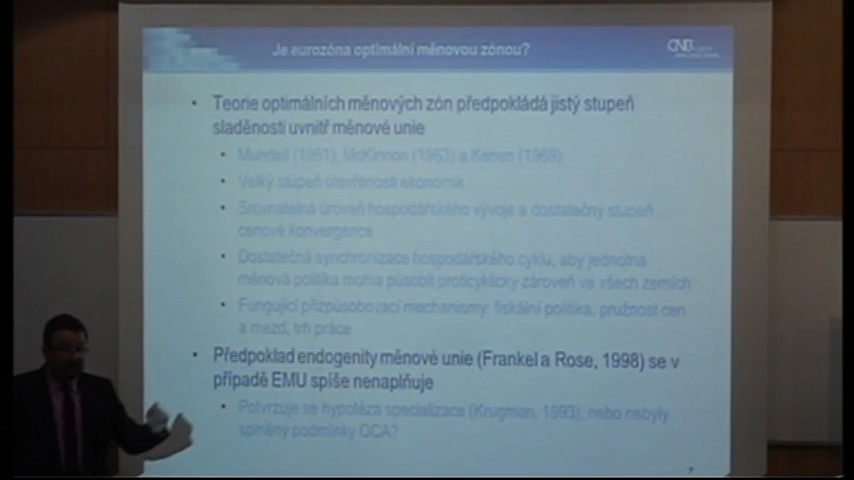 Je eurozóna optimální měnovou zónou?
CNB
• Teorie optimálních měnových zón předpokládá jistý stupeň
sladěnosti uvnitř měnové unie
• Mundell (1961), McKinnon (1963) a Kenen (1969)
• Velký stupeň otevřenosti ekonomik
• Srovnatelná úroveň hospodářského vývoje a dostatečný stupeň
cenové konvergence
• Dostatečná synchronizace hospodářského cyklu, aby jednotná
měnová politika mohla působit proticyklicky zároveň ve všech zemích
• Fungující přizpůsobovací mechanismy: fiskální politika, pružnost cen
a mezd, trh práce
• Předpoklad endogenity měnové unie (Frankel a Rose, 1998) se v
případě EMU spíše nenaplňuje
• Potvrzuje se hypotéza specializace (Krugman, 1993), nebo nebyly
splněny podmínky OCA?
7